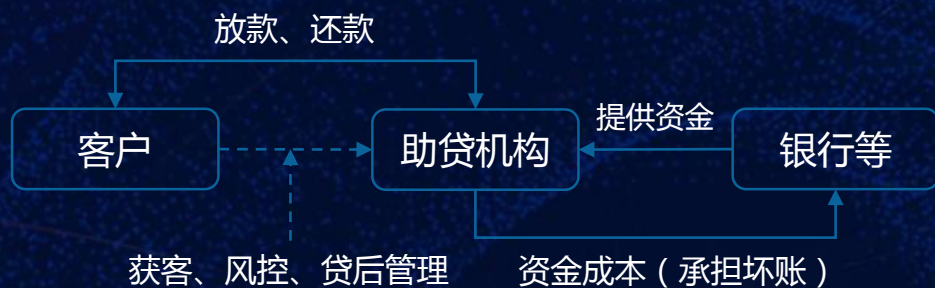 放款、还款
提供资金
客户
助贷机构
银行等
获客、风控、贷后管理
资金成本（承担坏账）